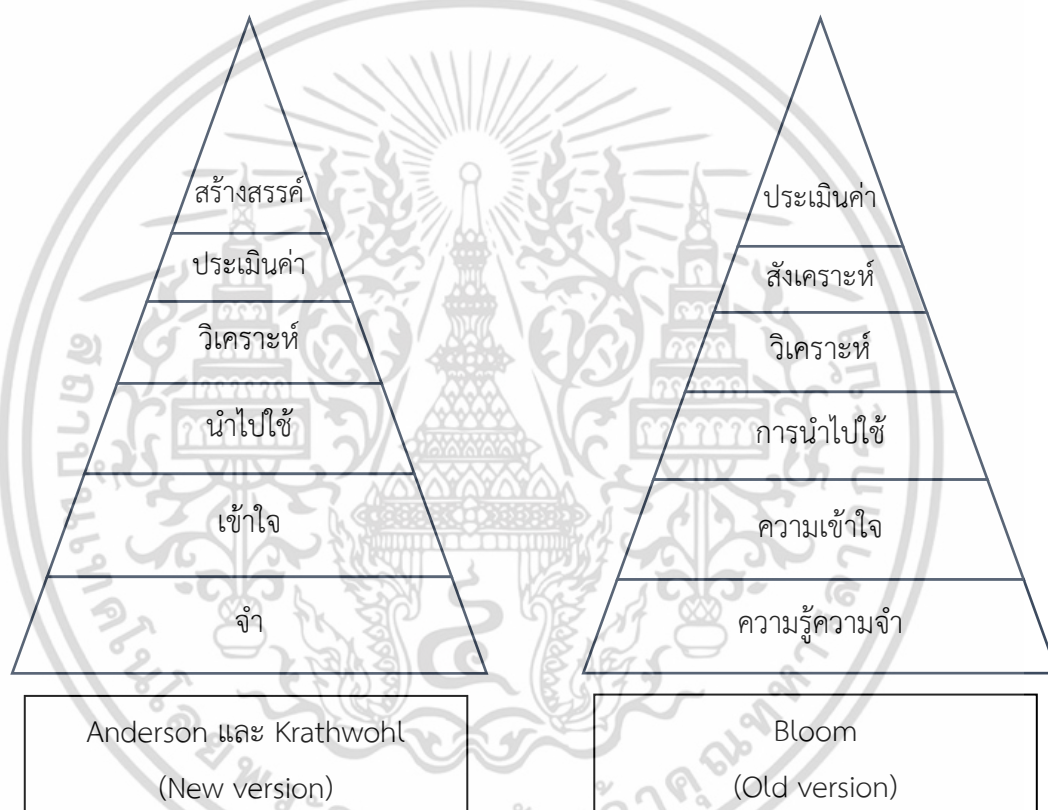 สร้างสรรค์
ประเมินค่า
วิเคราะห์
นำไปใช้
เข้าใจ
จำ
Anderson และ Krathwohl
(New version)
ประเมินค่า
สังเคราะห์
วิเคราะห์
การนำไปใช้
ความเข้าใจ
ความรู้ความจำ
Bloom
(Old version)